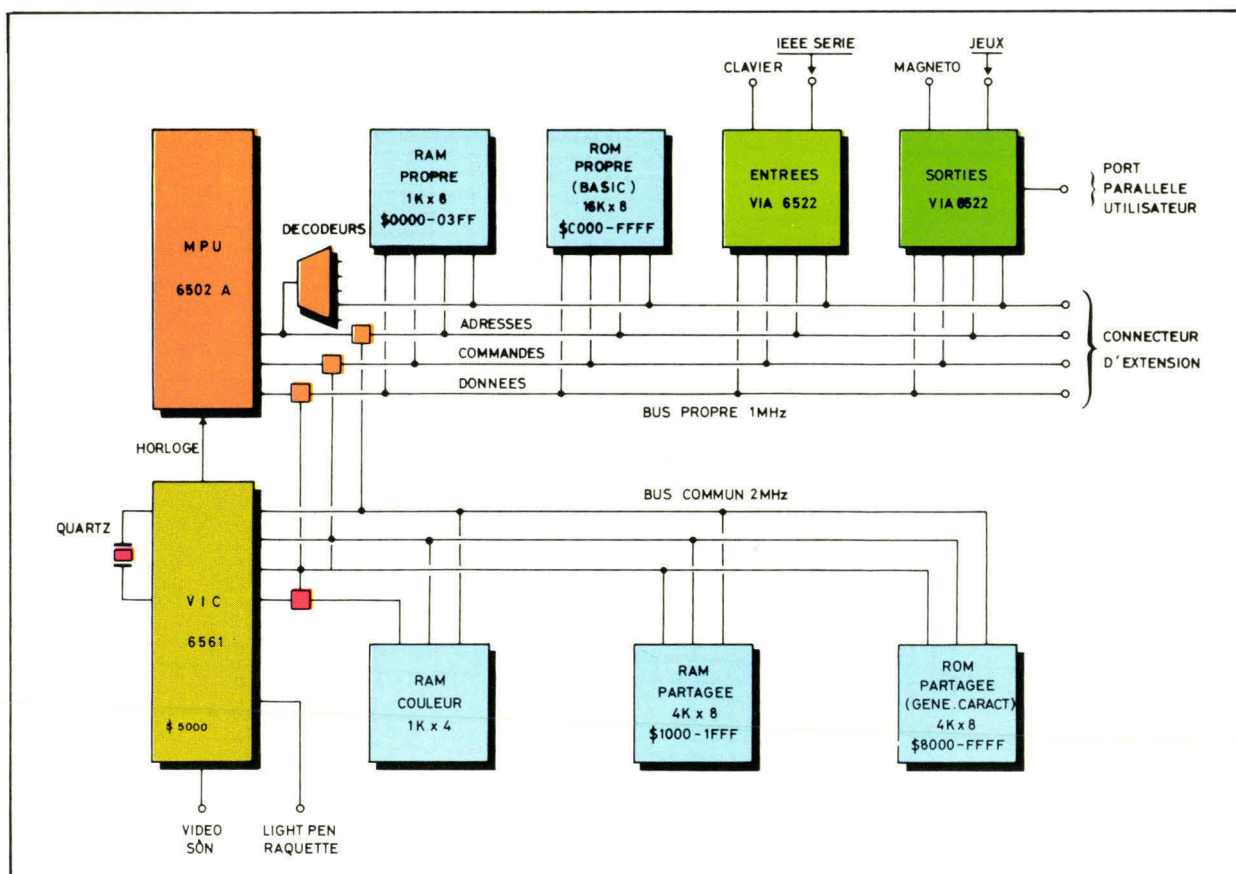 IEEE SERIE
JEUX
CLAVIER
MAGNETO
MPU
6502 A
DECODEURS
RAM
PROPRE
1K x 8
$0000-03FF
ROM
PROPRE
(BASIC)
16K x 8
$C000-FFFF
ENTREES
VIA 6522
SORTIES
VIA 6522
PORT
PARALLELE
UTILISATEUR
ADRESSES
COMMANDES
DONNEES
BUS PROPRE 1MHz
CONNECTEUR
D'EXTENSION
HORLOGE
QUARTZ
VIC
6561
$ 5000
BUS COMMUN 2MHz
RAM
COULEUR
1K x 4
RAM
PARTAGEE
4K x 8
$1000-1FFF
ROM
PARTAGEE
(GENE.CARACT)
4K x 8
$8000-FFFF
VIDEO
SON
LIGHT PEN
RAQUETTE